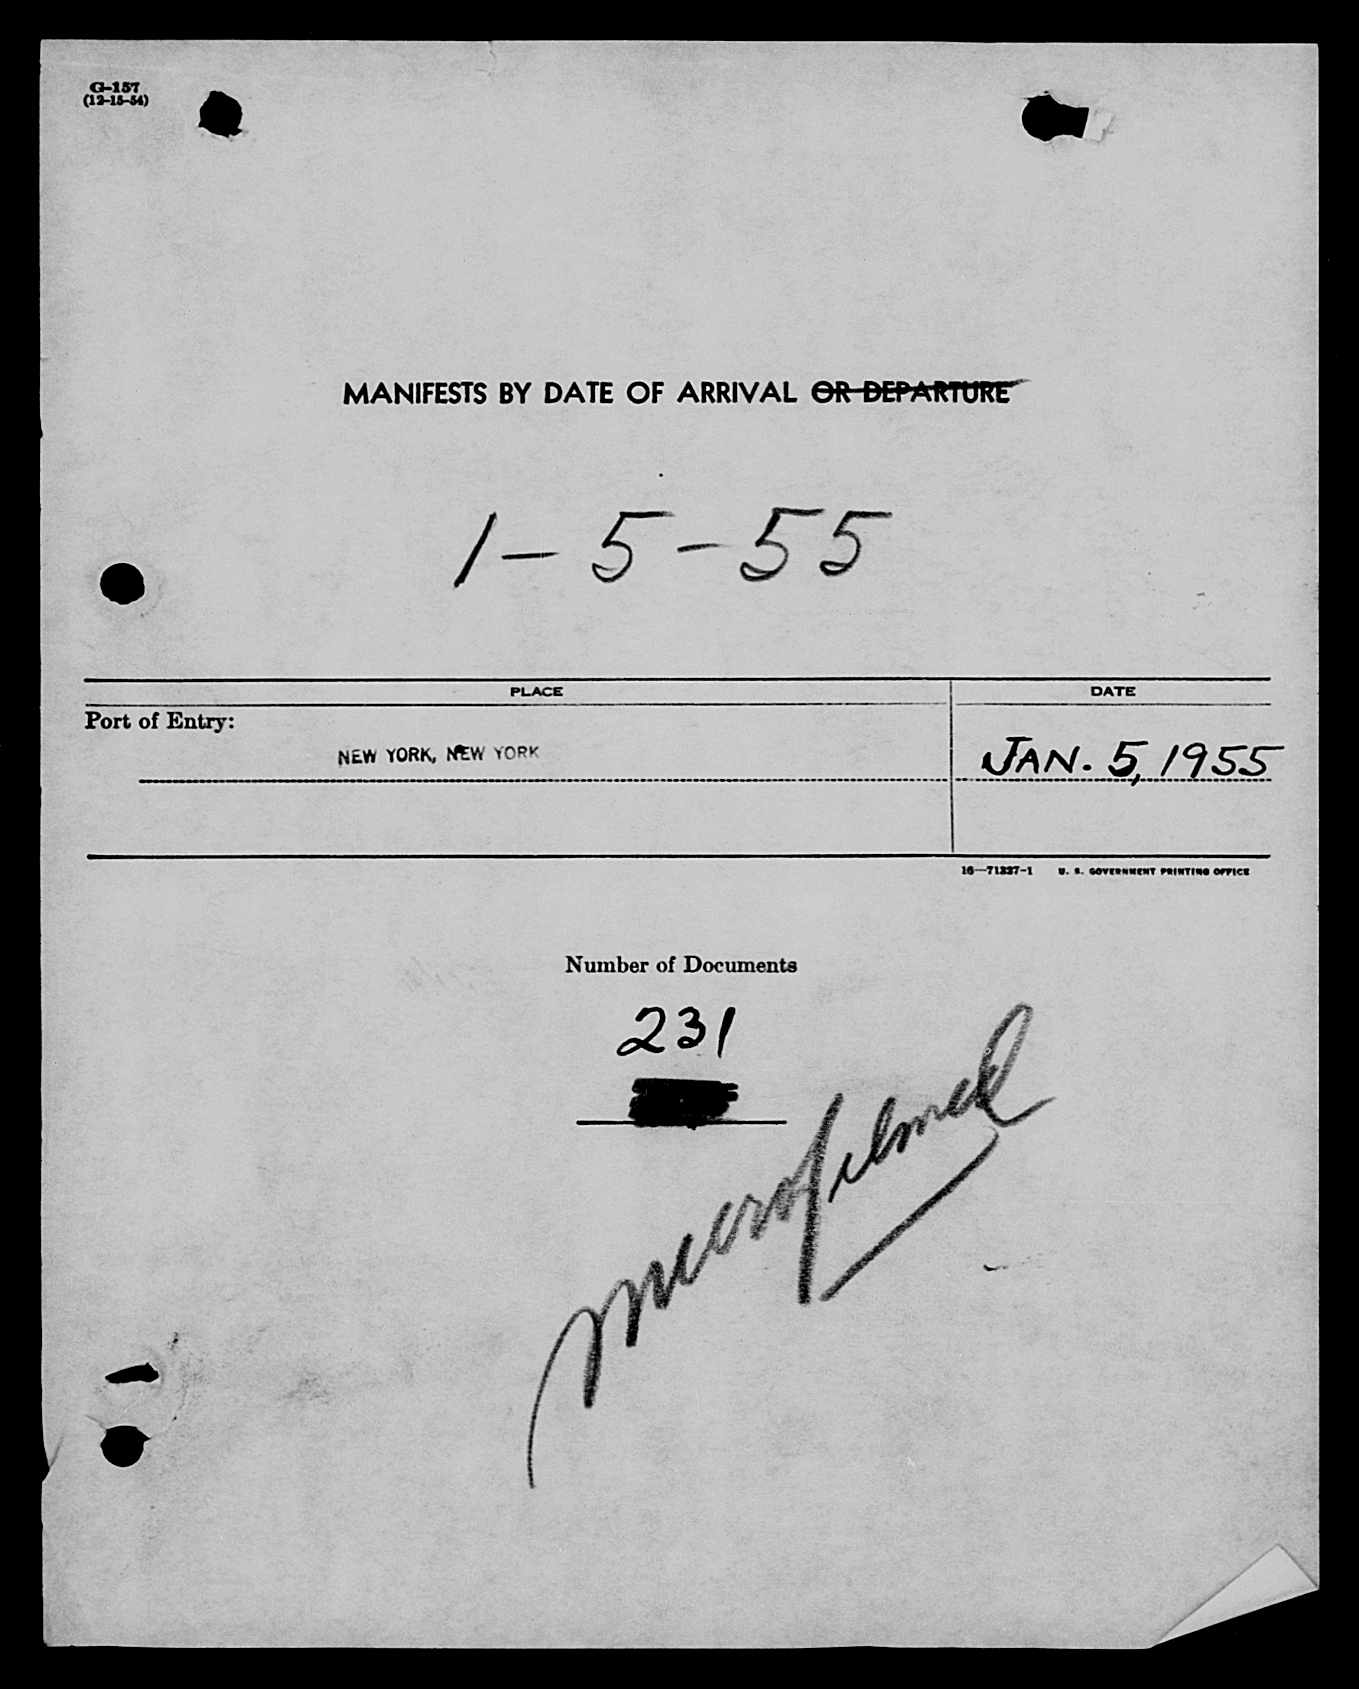 G-157
(12-15-54)
MANIFESTS BY DATE OF ARRIVAL OR DEPARTURE
1-5-55
PLACE DATE
Port of Entry:
NEW YORK, NEW YORK JAN. 5, 1955
16—71327-1 U. S. GOVERNMENT PRINTING OFFICE
Number of Documents
231
Microfilmed